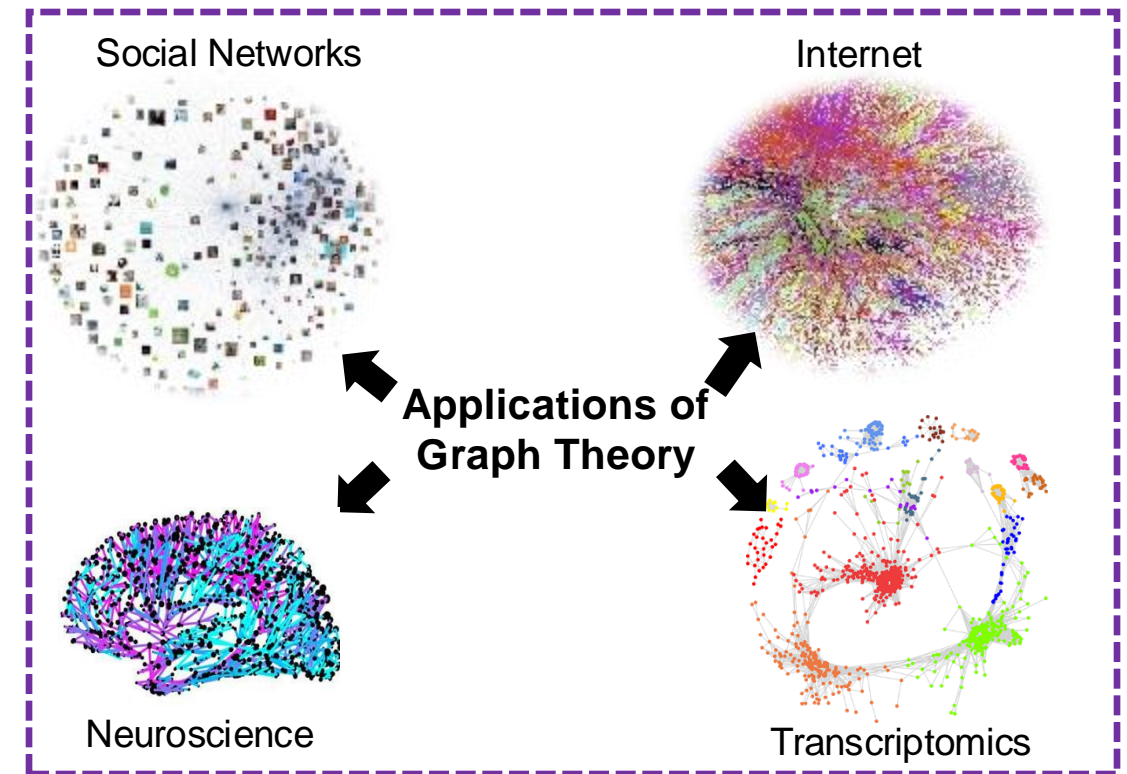 Social Networks
Internet
Applications of
Graph Theory
Neuroscience
Transcriptomics